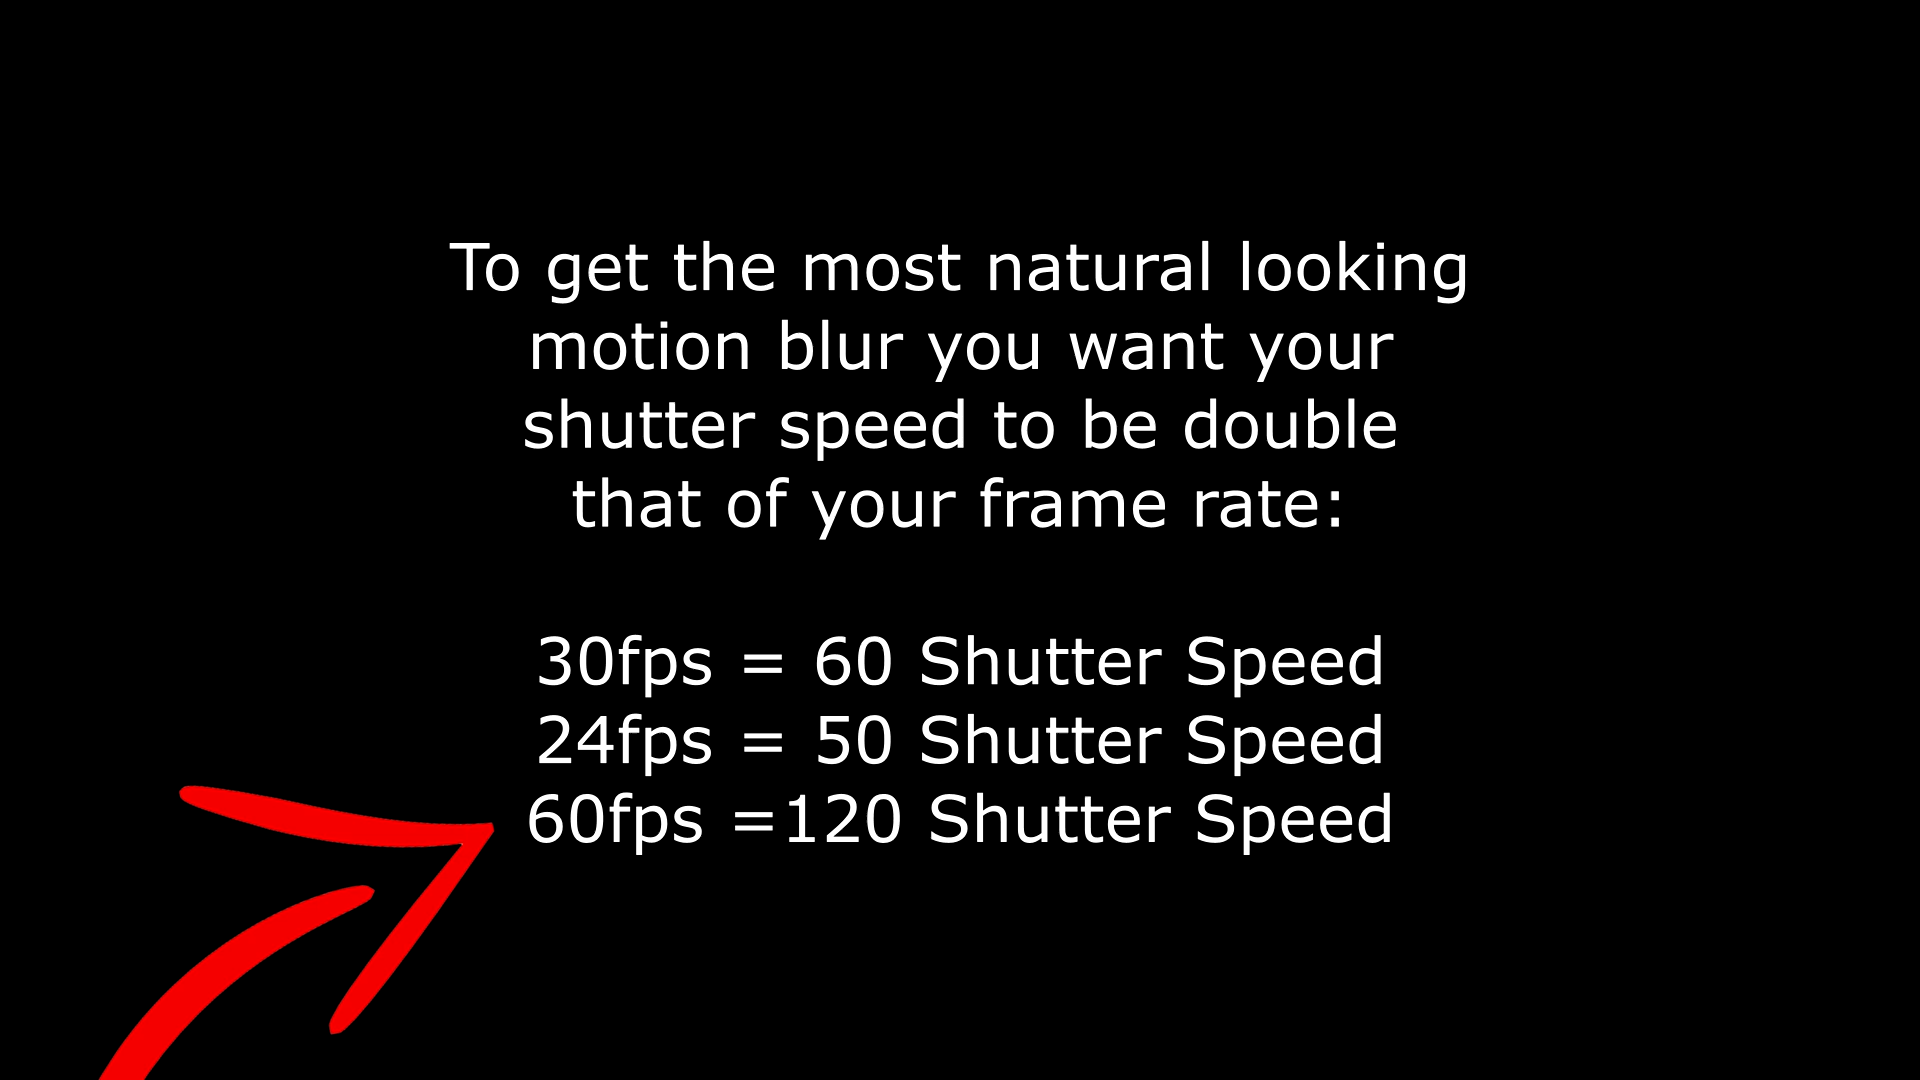 To get the most natural looking
motion blur you want your
shutter speed to be double
that of your frame rate:
30fps = 60 Shutter Speed
24fps = 50 Shutter Speed
60fps =120 Shutter Speed